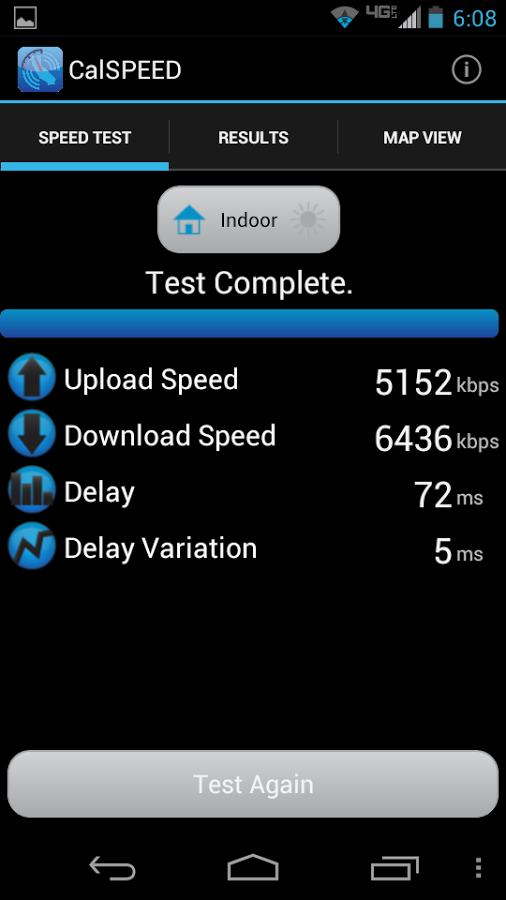 4G LTE 6:08
CalSPEED
SPEED TEST RESULTS MAP VIEW
Indoor
Test Complete.
Upload Speed 5152 kbps
Download Speed 6436 kbps
Delay 72 ms
Delay Variation 5 ms
Test Again